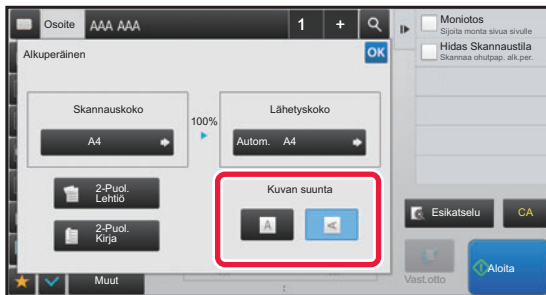 Osoite AAA AAA 1 +
Moniotos
Sijoita monta sivua sivulle
Hidas Skannaustila
Skannaa ohutpap. alk.per.
Alkuperäinen OK
Skannauskoko
100%
Lähetyskoko
A4
Autom. A4
2-Puol.
Lehtiö
Kuvan suunta
A A
2-Puol.
Kirja
Esikatselu CA
Muut
Vast.otto
Aloita